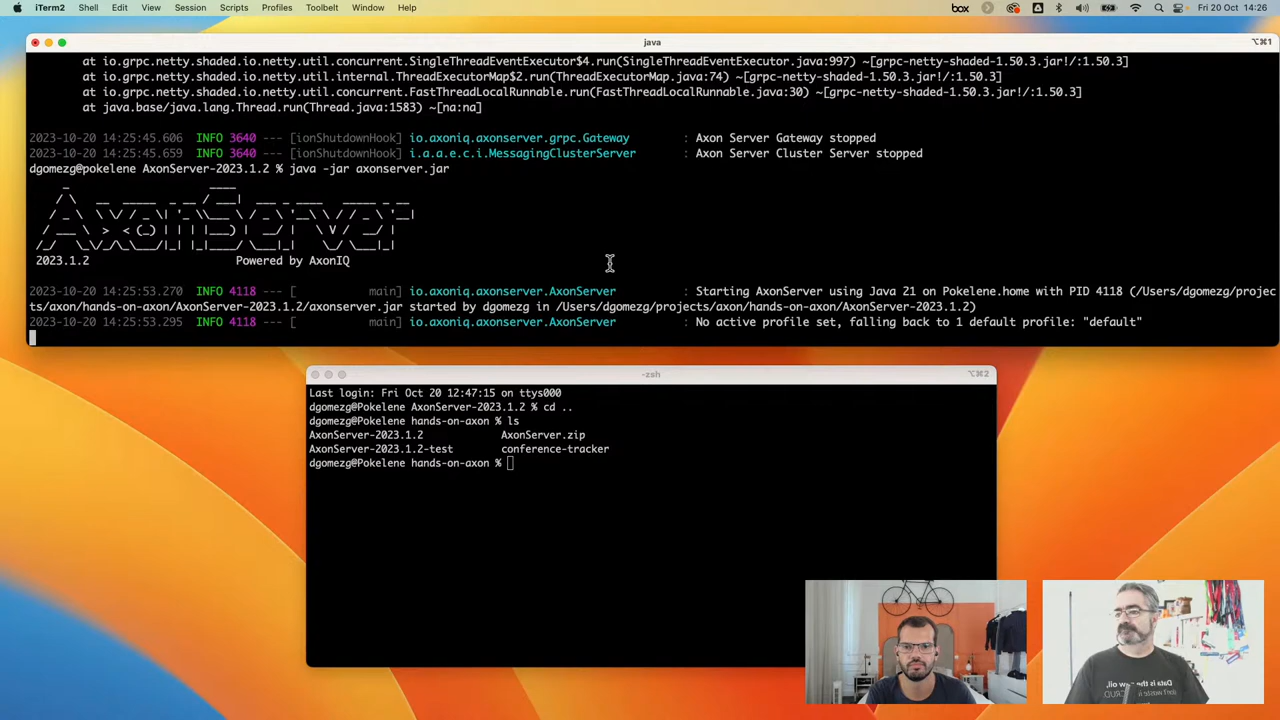 iTerm2 Shell Edit View Session Scripts Profiles Toolbelt Window Help box Fri 20 Oct 14:26
java ⌥⌘1
at io.grpc.netty.shaded.io.netty.util.concurrent.SingleThreadEventExecutor$4.run(SingleThreadEventExecutor.java:997) ~[grpc-netty-shaded-1.50.3.jar!/:1.50.3]
at io.grpc.netty.shaded.io.netty.util.internal.ThreadExecutorMap$2.run(ThreadExecutorMap.java:74) ~[grpc-netty-shaded-1.50.3.jar!/:1.50.3]
at io.grpc.netty.shaded.io.netty.util.concurrent.FastThreadLocalRunnable.run(FastThreadLocalRunnable.java:30) ~[grpc-netty-shaded-1.50.3.jar!/:1.50.3]
at java.base/java.lang.Thread.run(Thread.java:1583) ~[na:na]
2023-10-20 14:25:45.606 INFO 3640 --- [ionShutdownHook] io.axoniq.axonserver.grpc.Gateway : Axon Server Gateway stopped
2023-10-20 14:25:45.659 INFO 3640 --- [ionShutdownHook] i.a.a.e.c.i.MessagingClusterServer : Axon Server Cluster Server stopped
dgomezg@pokelene AxonServer-2023.1.2 % java -jar axonserver.jar
AxonServer
2023.1.2 Powered by AxonIQ
2023-10-20 14:25:53.270 INFO 4118 --- [ main] io.axoniq.axonserver.AxonServer : Starting AxonServer using Java 21 on Pokelene.home with PID 4118 (/Users/dgomezg/projec
ts/axon/hands-on-axon/AxonServer-2023.1.2/axonserver.jar started by dgomezg in /Users/dgomezg/projects/axon/hands-on-axon/AxonServer-2023.1.2)
2023-10-20 14:25:53.295 INFO 4118 --- [ main] io.axoniq.axonserver.AxonServer : No active profile set, falling back to 1 default profile: "default"
-zsh ⌥⌘2
Last login: Fri Oct 20 12:47:15 on ttys000
dgomezg@Pokelene AxonServer-2023.1.2 % cd ..
dgomezg@Pokelene hands-on-axon % ls
AxonServer-2023.1.2 AxonServer.zip
AxonServer-2023.1.2-test conference-tracker
dgomezg@Pokelene hands-on-axon %
Data is the new oil,
don't waste it
CRUD